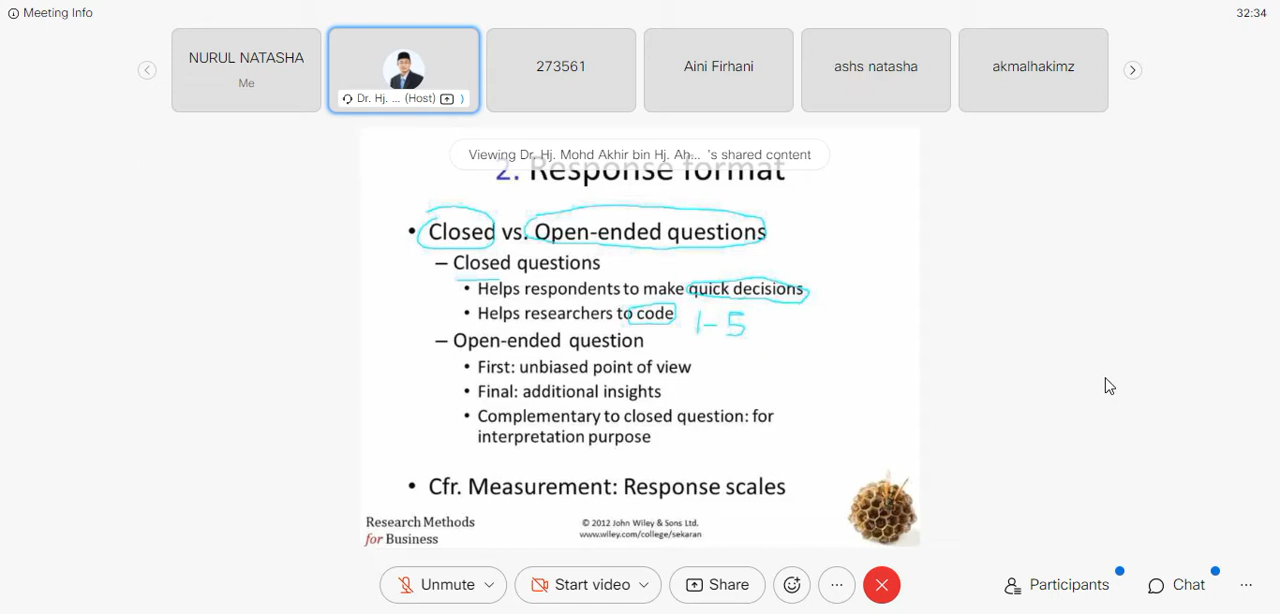 Meeting Info
32:34
NURUL NATASHA
Me
Dr. Hj. ... (Host)
273561
Aini Firhani
ashs natasha
akmalhakimz
Viewing Dr. Hj. Mohd Akhir bin Hj. Ah... 's shared content
2. Response format
• Closed vs. Open-ended questions
– Closed questions
• Helps respondents to make quick decisions
• Helps researchers to code 1-5
– Open-ended question
• First: unbiased point of view
• Final: additional insights
• Complementary to closed question: for
interpretation purpose
• Cfr. Measurement: Response scales
Research Methods
for Business
© 2012 John Wiley & Sons Ltd.
www.wiley.com/college/sekaran
Unmute
Start video
Share
Participants
Chat